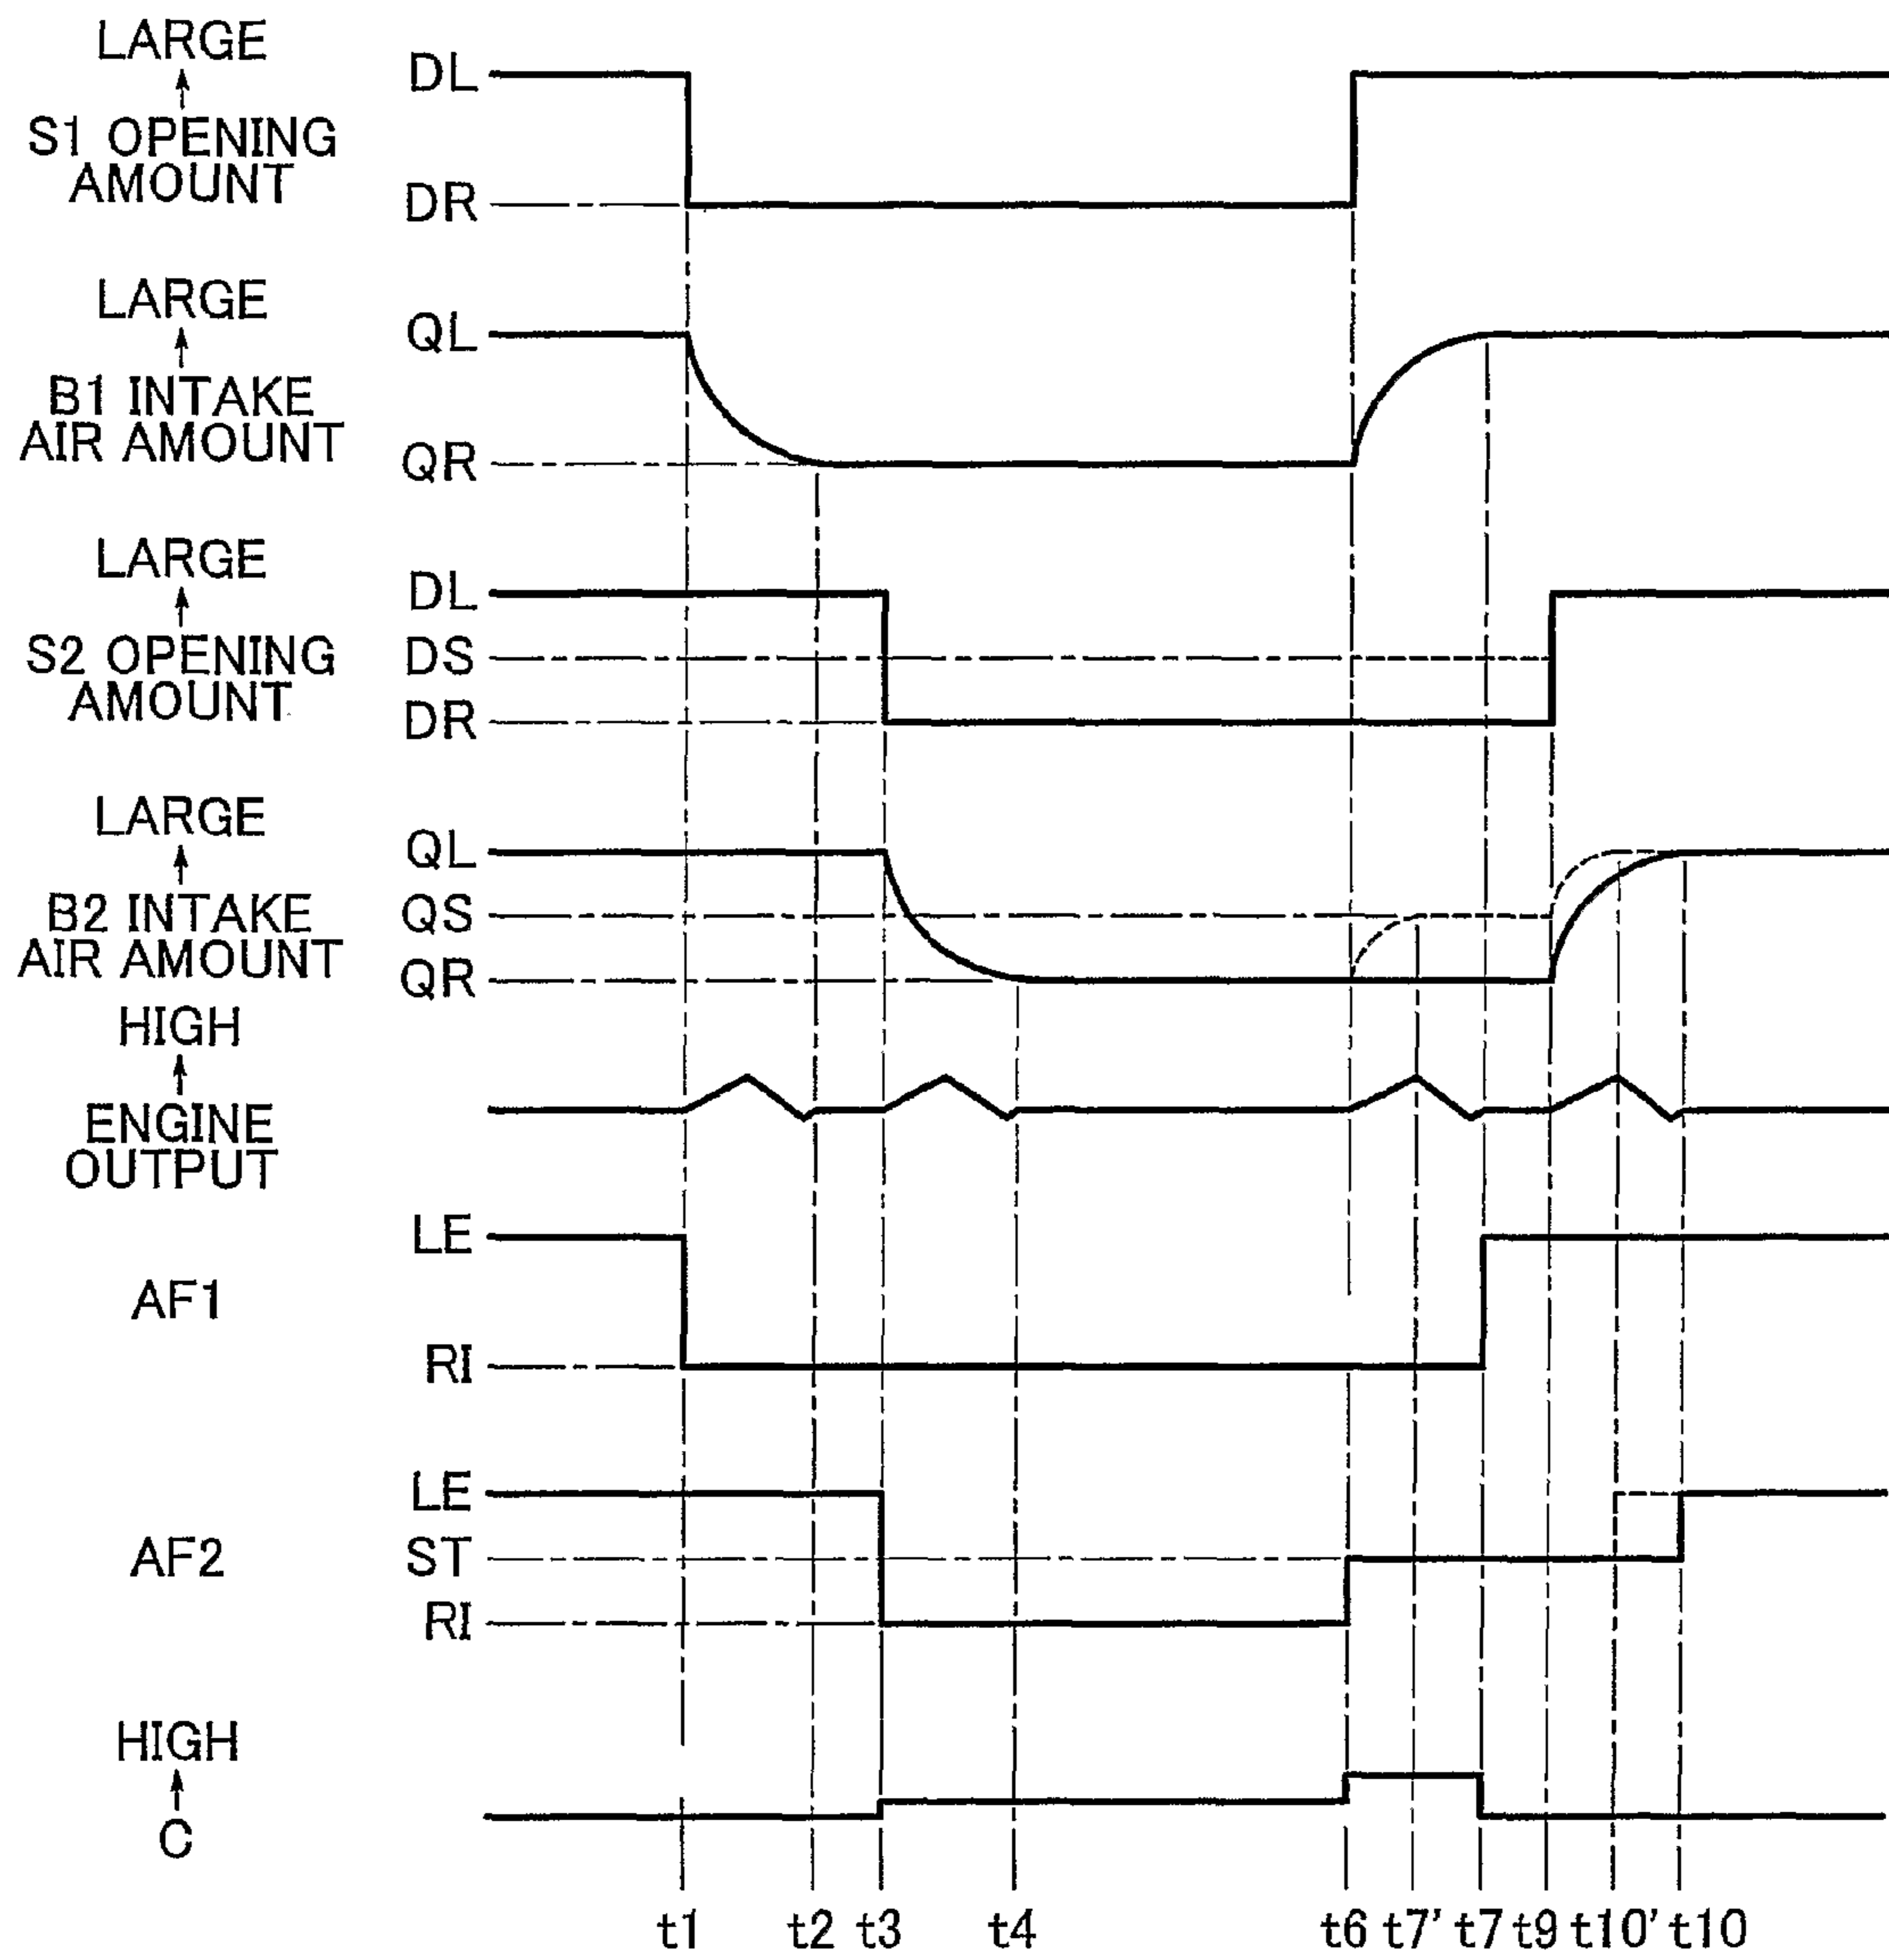 LARGE
S1 OPENING
AMOUNT
DL
DR
LARGE
B1 INTAKE
AIR AMOUNT
QL
QR
LARGE
S2 OPENING
AMOUNT
DL
DS
DR
LARGE
B2 INTAKE
AIR AMOUNT
QL
QS
QR
HIGH
ENGINE
OUTPUT
LE
AF1
RI
LE
AF2
ST
RI
HIGH
C
t1 t2 t3 t4 t6 t7' t7 t9 t10' t10